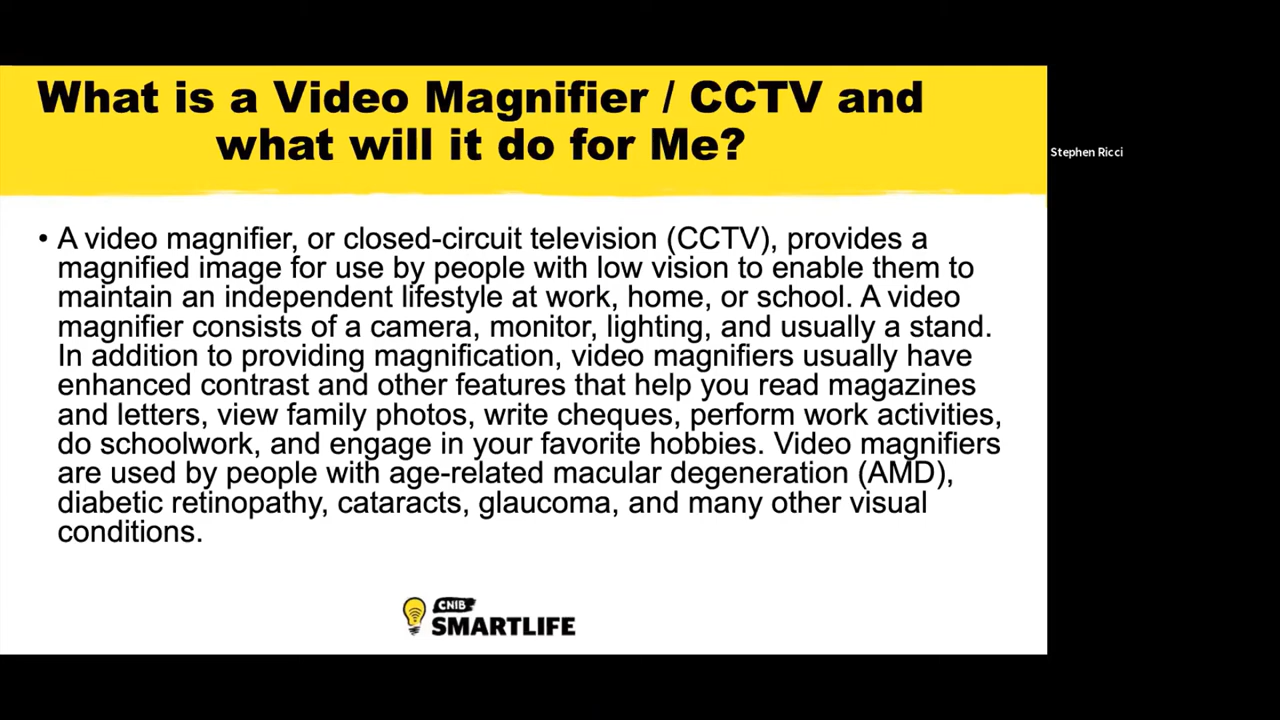 What is a Video Magnifier / CCTV and
what will it do for Me?
Stephen Ricci
• A video magnifier, or closed-circuit television (CCTV), provides a
magnified image for use by people with low vision to enable them to
maintain an independent lifestyle at work, home, or school. A video
magnifier consists of a camera, monitor, lighting, and usually a stand.
In addition to providing magnification, video magnifiers usually have
enhanced contrast and other features that help you read magazines
and letters, view family photos, write cheques, perform work activities,
do schoolwork, and engage in your favorite hobbies. Video magnifiers
are used by people with age-related macular degeneration (AMD),
diabetic retinopathy, cataracts, glaucoma, and many other visual
conditions.
CNIB
SMARTLIFE